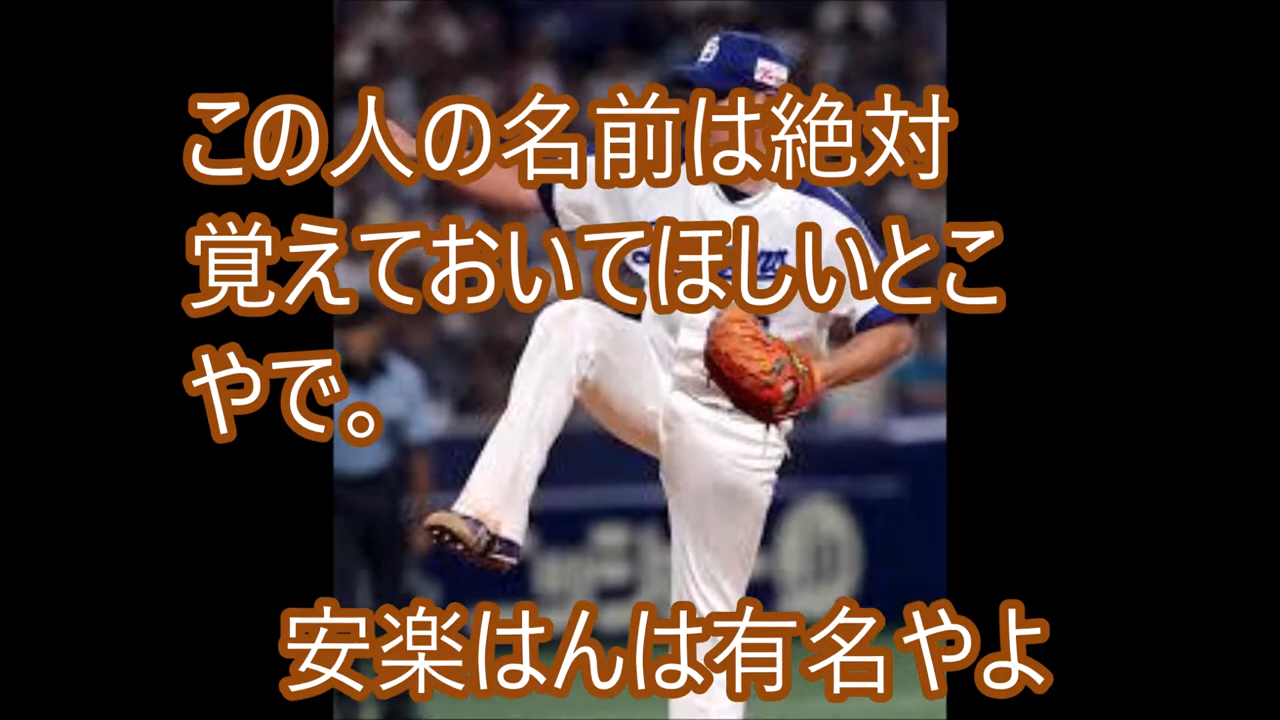 この人の名前は絶対
覚えておいてほしいとこ
やで。
安楽はんは有名やよ